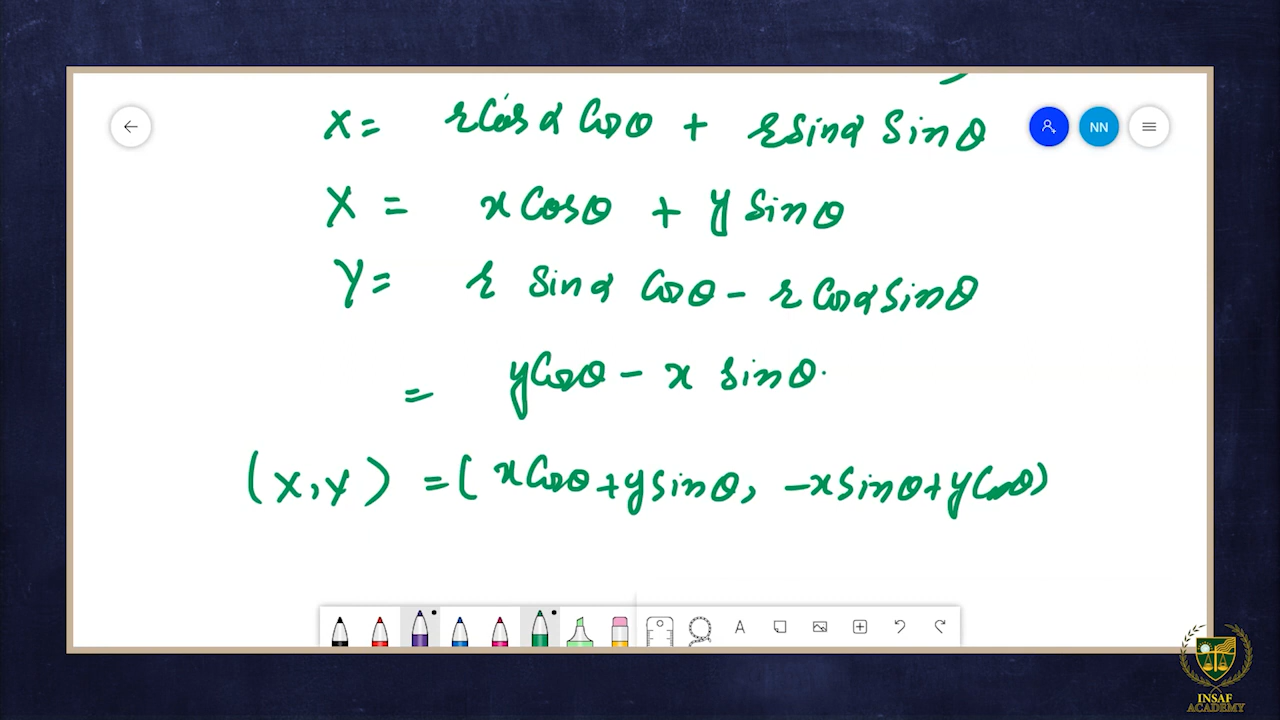 X = r Cos α Cos θ + r Sin α Sin θ
NN
X = x Cos θ + y Sin θ
Y = r Sin α Cos θ - r Cos α Sin θ
= y Cos θ - x Sin θ.
(X, Y) = (x Cos θ + y Sin θ, -x Sin θ + y Cos θ)
A
INSAF
ACADEMY